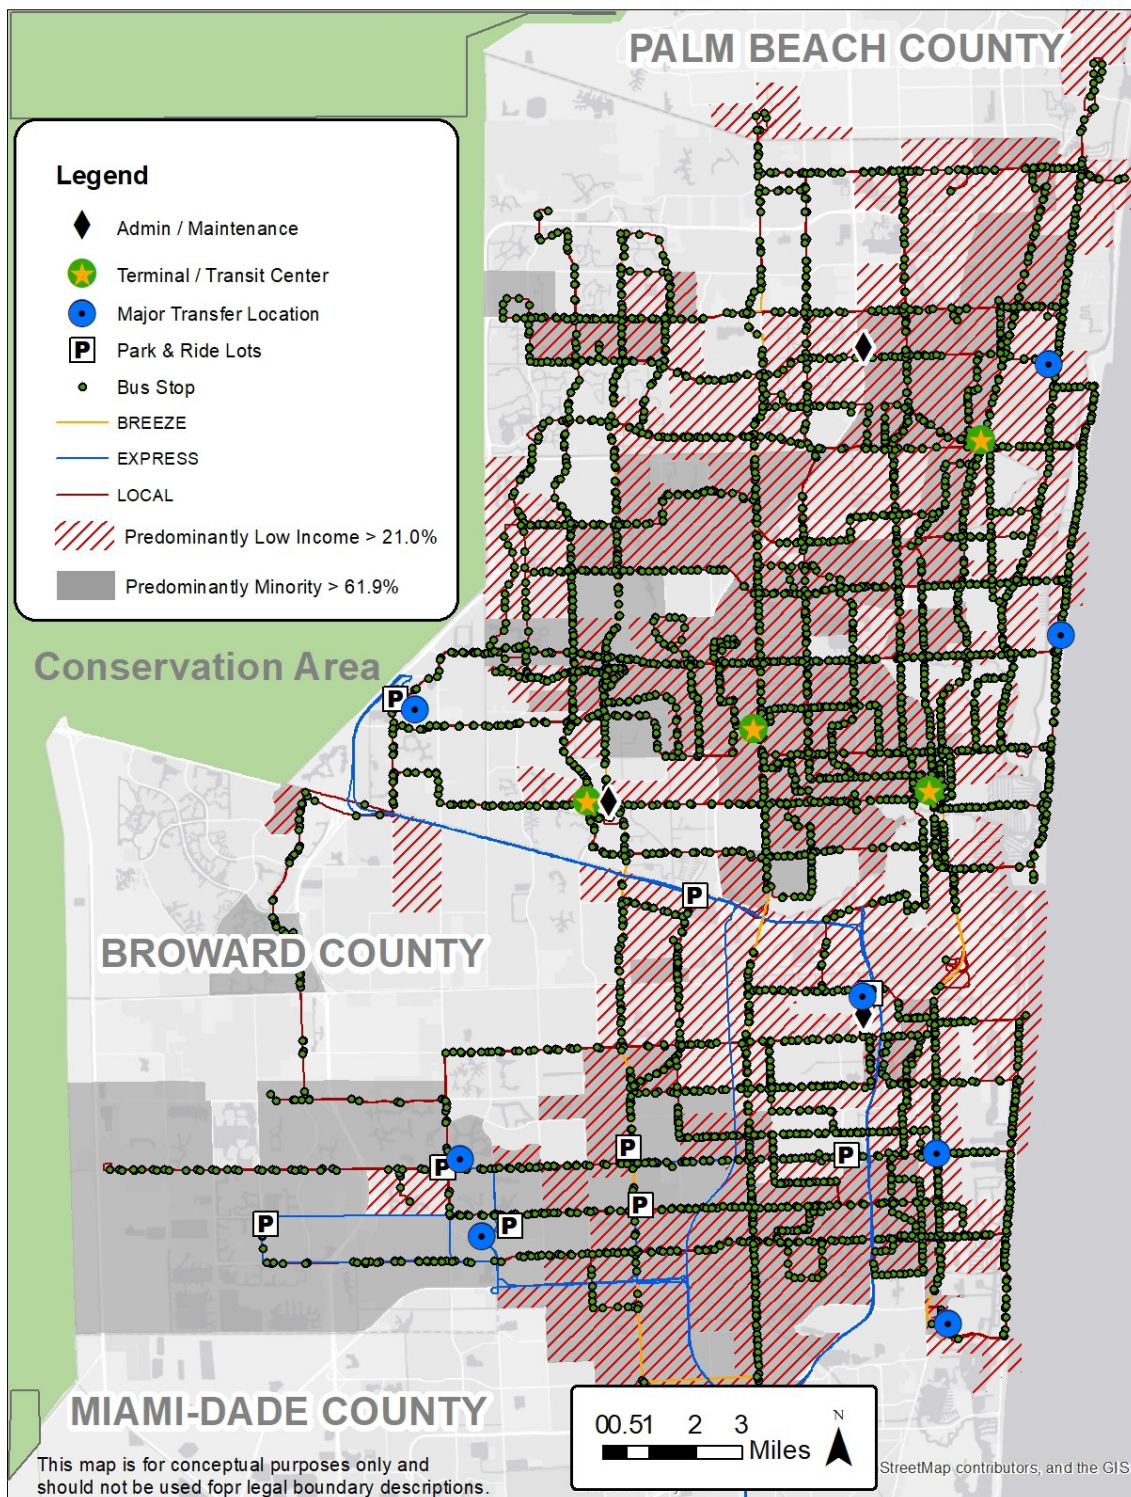 PALM BEACH COUNTY
Legend
Admin / Maintenance
Terminal / Transit Center
Major Transfer Location
P Park & Ride Lots
Bus Stop
BREEZE
EXPRESS
LOCAL
Predominantly Low Income > 21.0%
Predominantly Minority > 61.9%
Conservation Area
P
P
BROWARD COUNTY
P
P
P
P
P
P
P
MIAMI-DADE COUNTY
00.51 2 3
Miles
N
This map is for conceptual purposes only and
should not be used fopr legal boundary descriptions.
StreetMap contributors, and the GIS